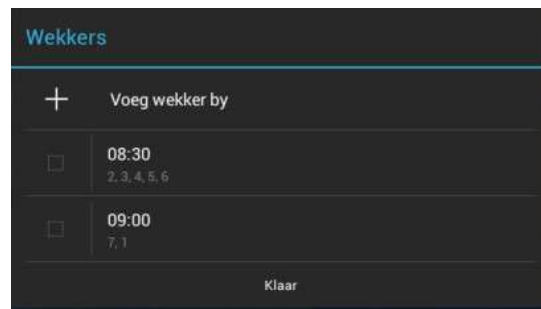 Wekkers
Voeg wekker by
08:30
2, 3, 4, 5, 6
09:00
7, 1
Klaar